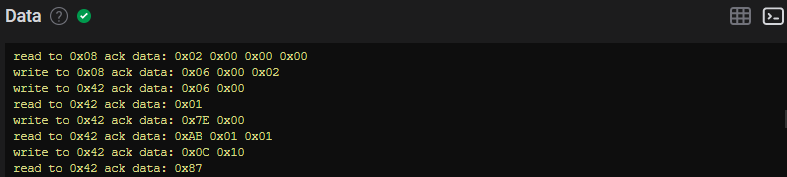 Data ?
read to 0x08 ack data: 0x02 0x00 0x00 0x00
write to 0x08 ack data: 0x06 0x00 0x02
write to 0x42 ack data: 0x06 0x00
read to 0x42 ack data: 0x01
write to 0x42 ack data: 0x7E 0x00
read to 0x42 ack data: 0xAB 0x01 0x01
write to 0x42 ack data: 0x0C 0x10
read to 0x42 ack data: 0x87